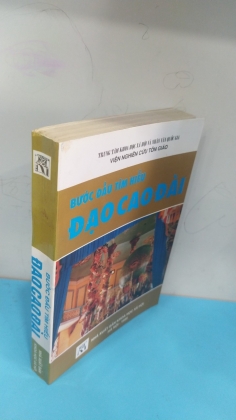 TRUNG TÂM KHOA HỌC XÃ HỘI VÀ NHÂN VĂN QUỐC GIA
VIỆN NGHIÊN CỨU TÔN GIÁO
BƯỚC ĐẦU TÌM HIỂU
ĐẠO CAO ĐÀI
BƯỚC ĐẦU TÌM HIỂU
ĐẠO CAO ĐÀI